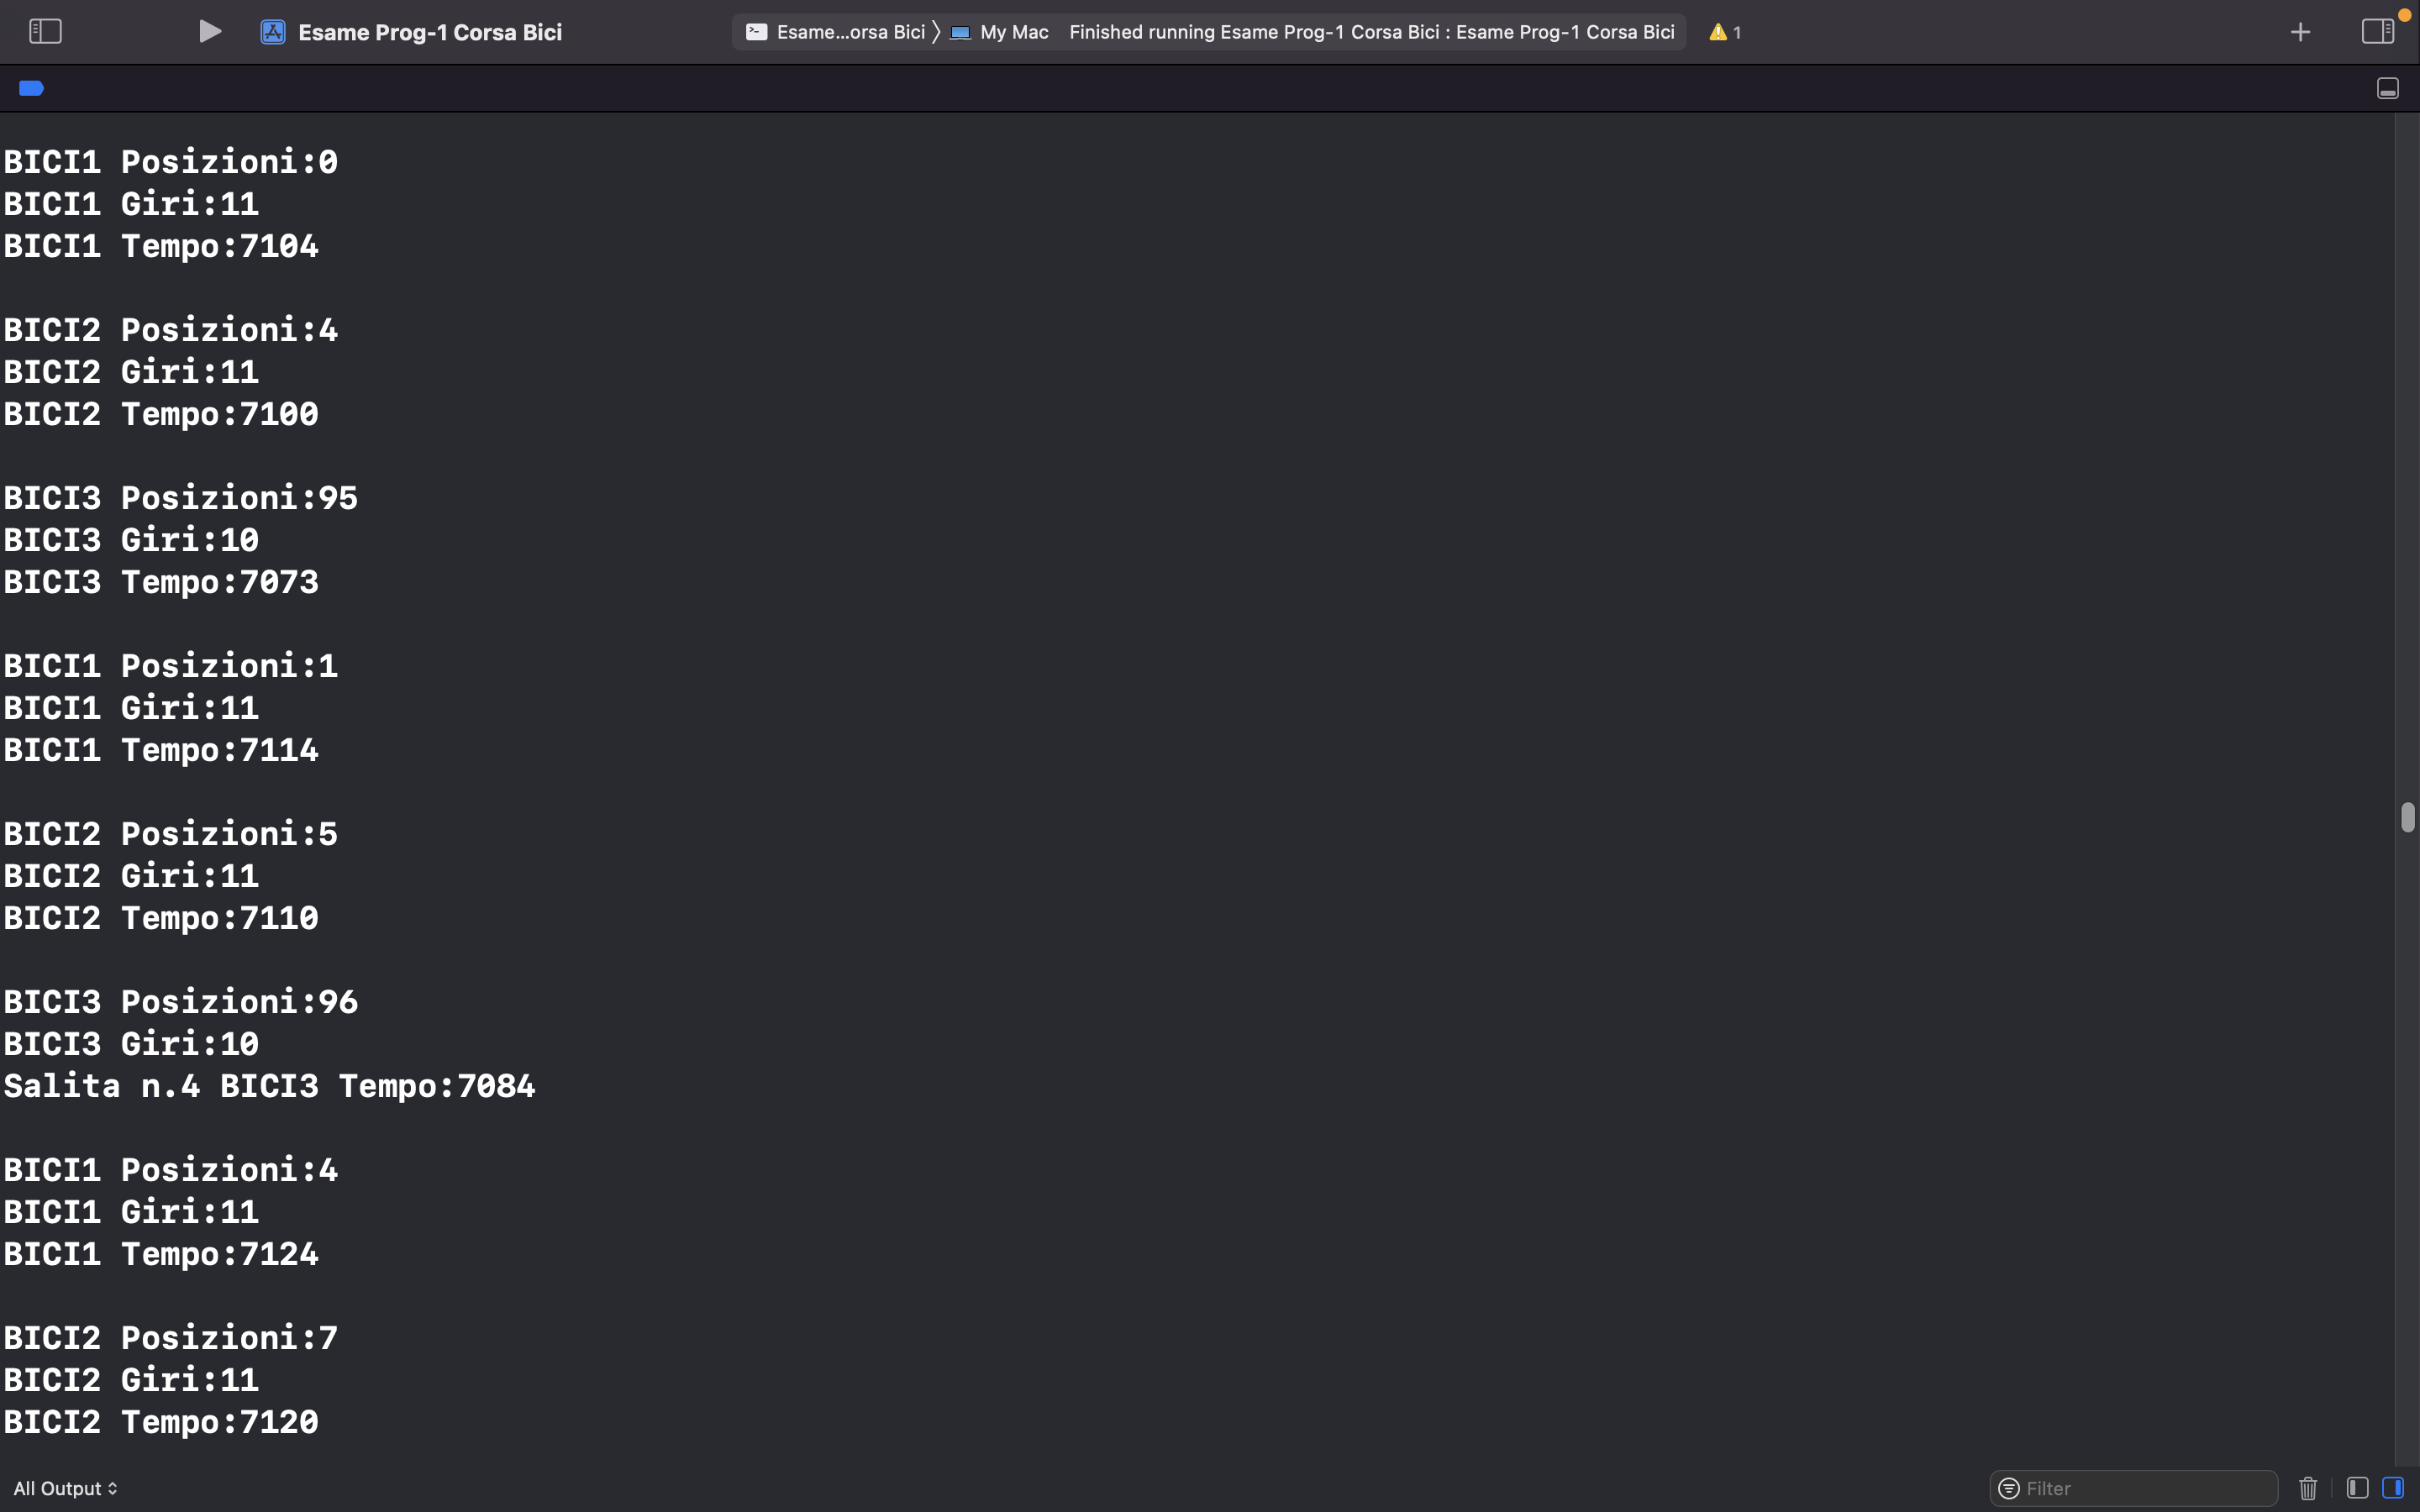 Esame Prog-1 Corsa Bici
Esame...orsa Bici 〉 My Mac Finished running Esame Prog-1 Corsa Bici : Esame Prog-1 Corsa Bici 1
BICI1 Posizioni:0
BICI1 Giri:11
BICI1 Tempo:7104
BICI2 Posizioni:4
BICI2 Giri:11
BICI2 Tempo:7100
BICI3 Posizioni:95
BICI3 Giri:10
BICI3 Tempo:7073
BICI1 Posizioni:1
BICI1 Giri:11
BICI1 Tempo:7114
BICI2 Posizioni:5
BICI2 Giri:11
BICI2 Tempo:7110
BICI3 Posizioni:96
BICI3 Giri:10
Salita n.4 BICI3 Tempo:7084
BICI1 Posizioni:4
BICI1 Giri:11
BICI1 Tempo:7124
BICI2 Posizioni:7
BICI2 Giri:11
BICI2 Tempo:7120
All Output
Filter